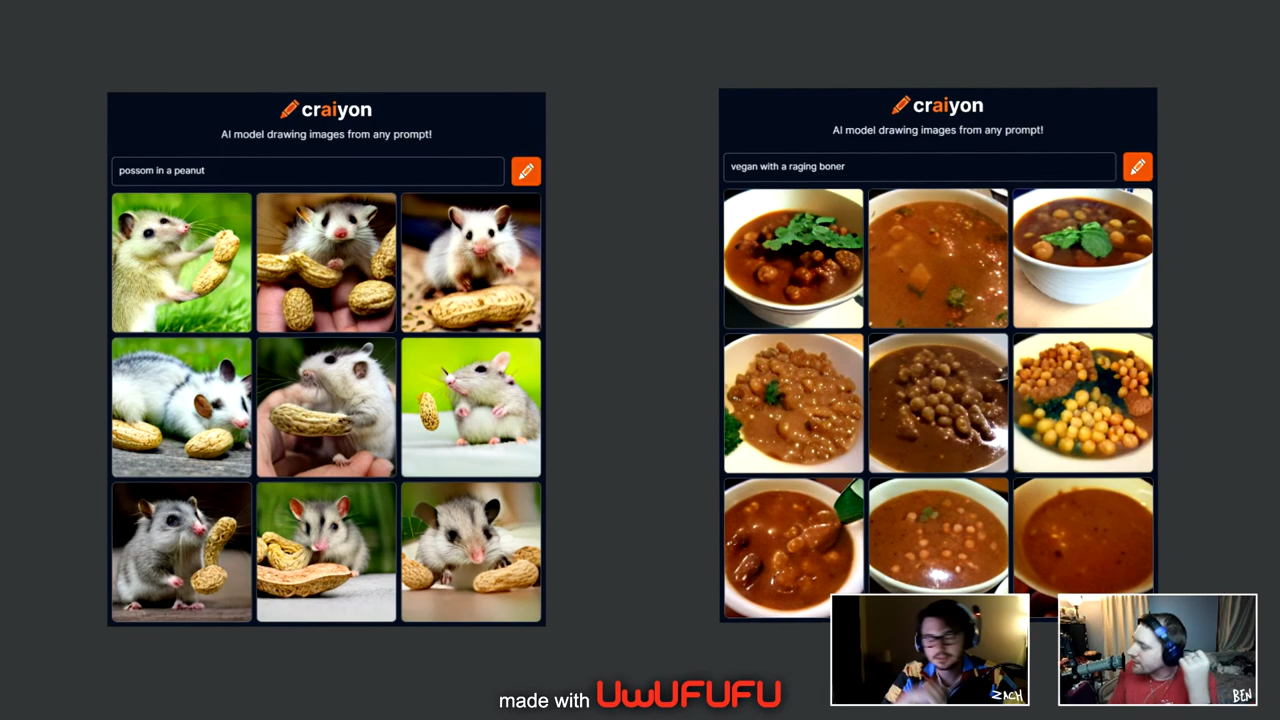 craiyon
AI model drawing images from any prompt!
possom in a peanut
craiyon
AI model drawing images from any prompt!
vegan with a raging boner
ZACH
BEN
made with UwUFUFU